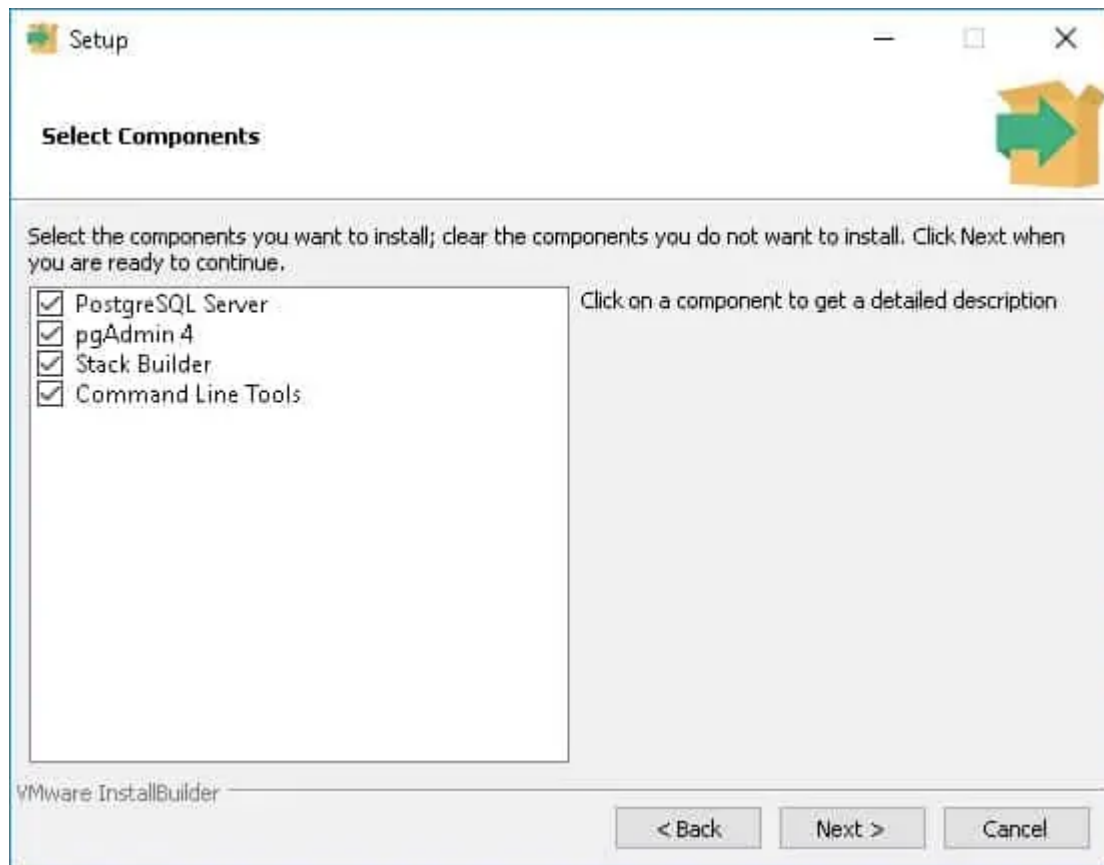 Setup
Select Components
Select the components you want to install; clear the components you do not want to install. Click Next when
you are ready to continue.
PostgreSQL Server
pgAdmin 4
Stack Builder
Command Line Tools
Click on a component to get a detailed description
VMware InstallBuilder
< Back
Next >
Cancel